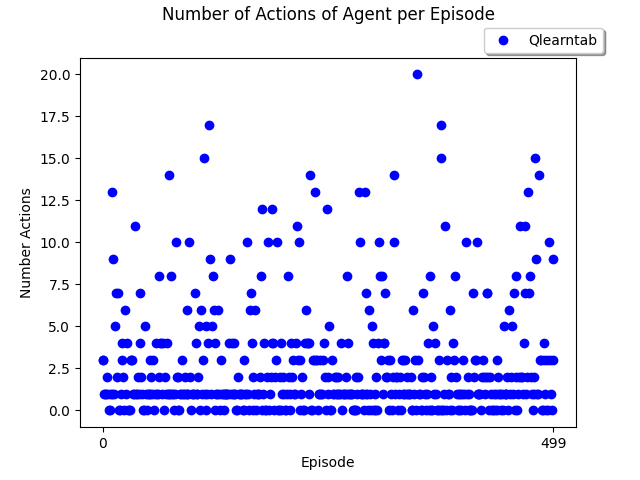 Number of Actions of Agent per Episode
Qlearntab
20.0
17.5
15.0
12.5
10.0
7.5
5.0
2.5
0.0
Number Actions
0 499
Episode